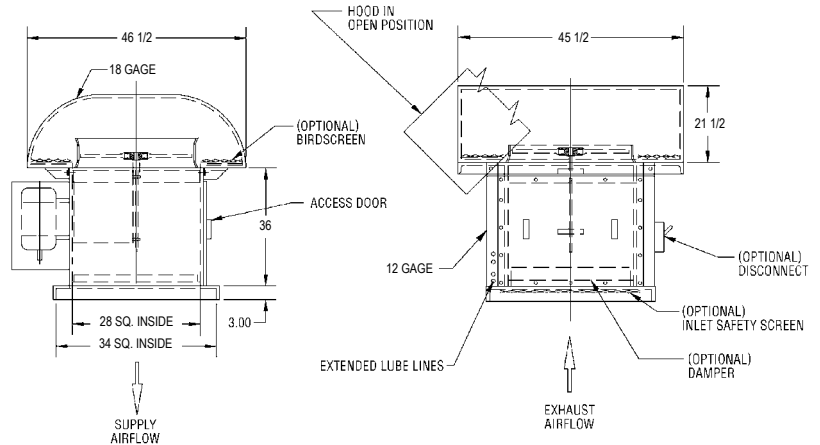 46 1/2
18 GAGE
(OPTIONAL)
BIRDSCREEN
ACCESS DOOR
36
28 SQ. INSIDE
3.00
34 SQ. INSIDE
SUPPLY
AIRFLOW
HOOD IN
OPEN POSITION
45 1/2
21 1/2
12 GAGE
(OPTIONAL)
DISCONNECT
(OPTIONAL)
INLET SAFETY SCREEN
EXTENDED LUBE LINES
(OPTIONAL)
DAMPER
EXHAUST
AIRFLOW